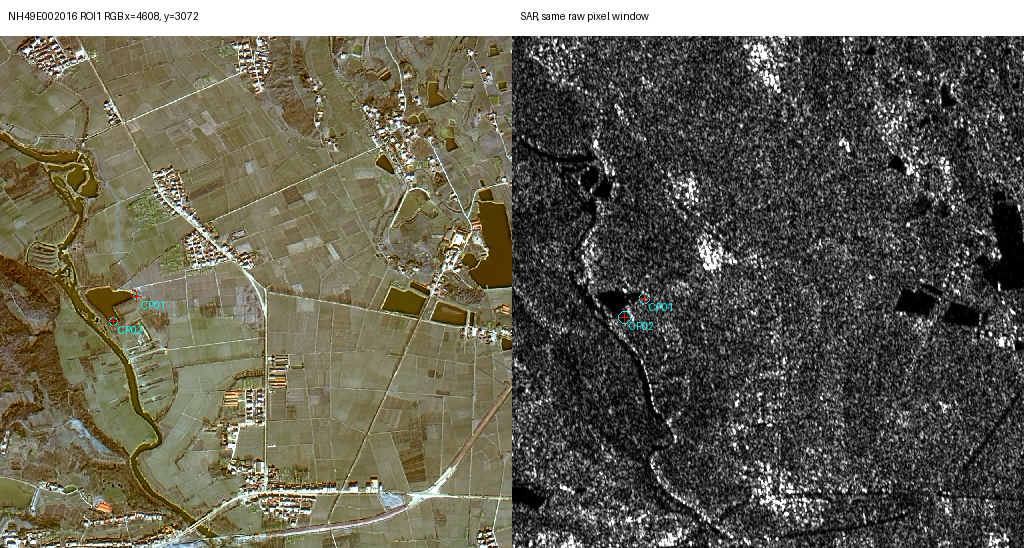 NH49E002016 ROI1 RGB x=4608, y=3072
SAR, same raw pixel window
CP01
CP02
CP01
CP02